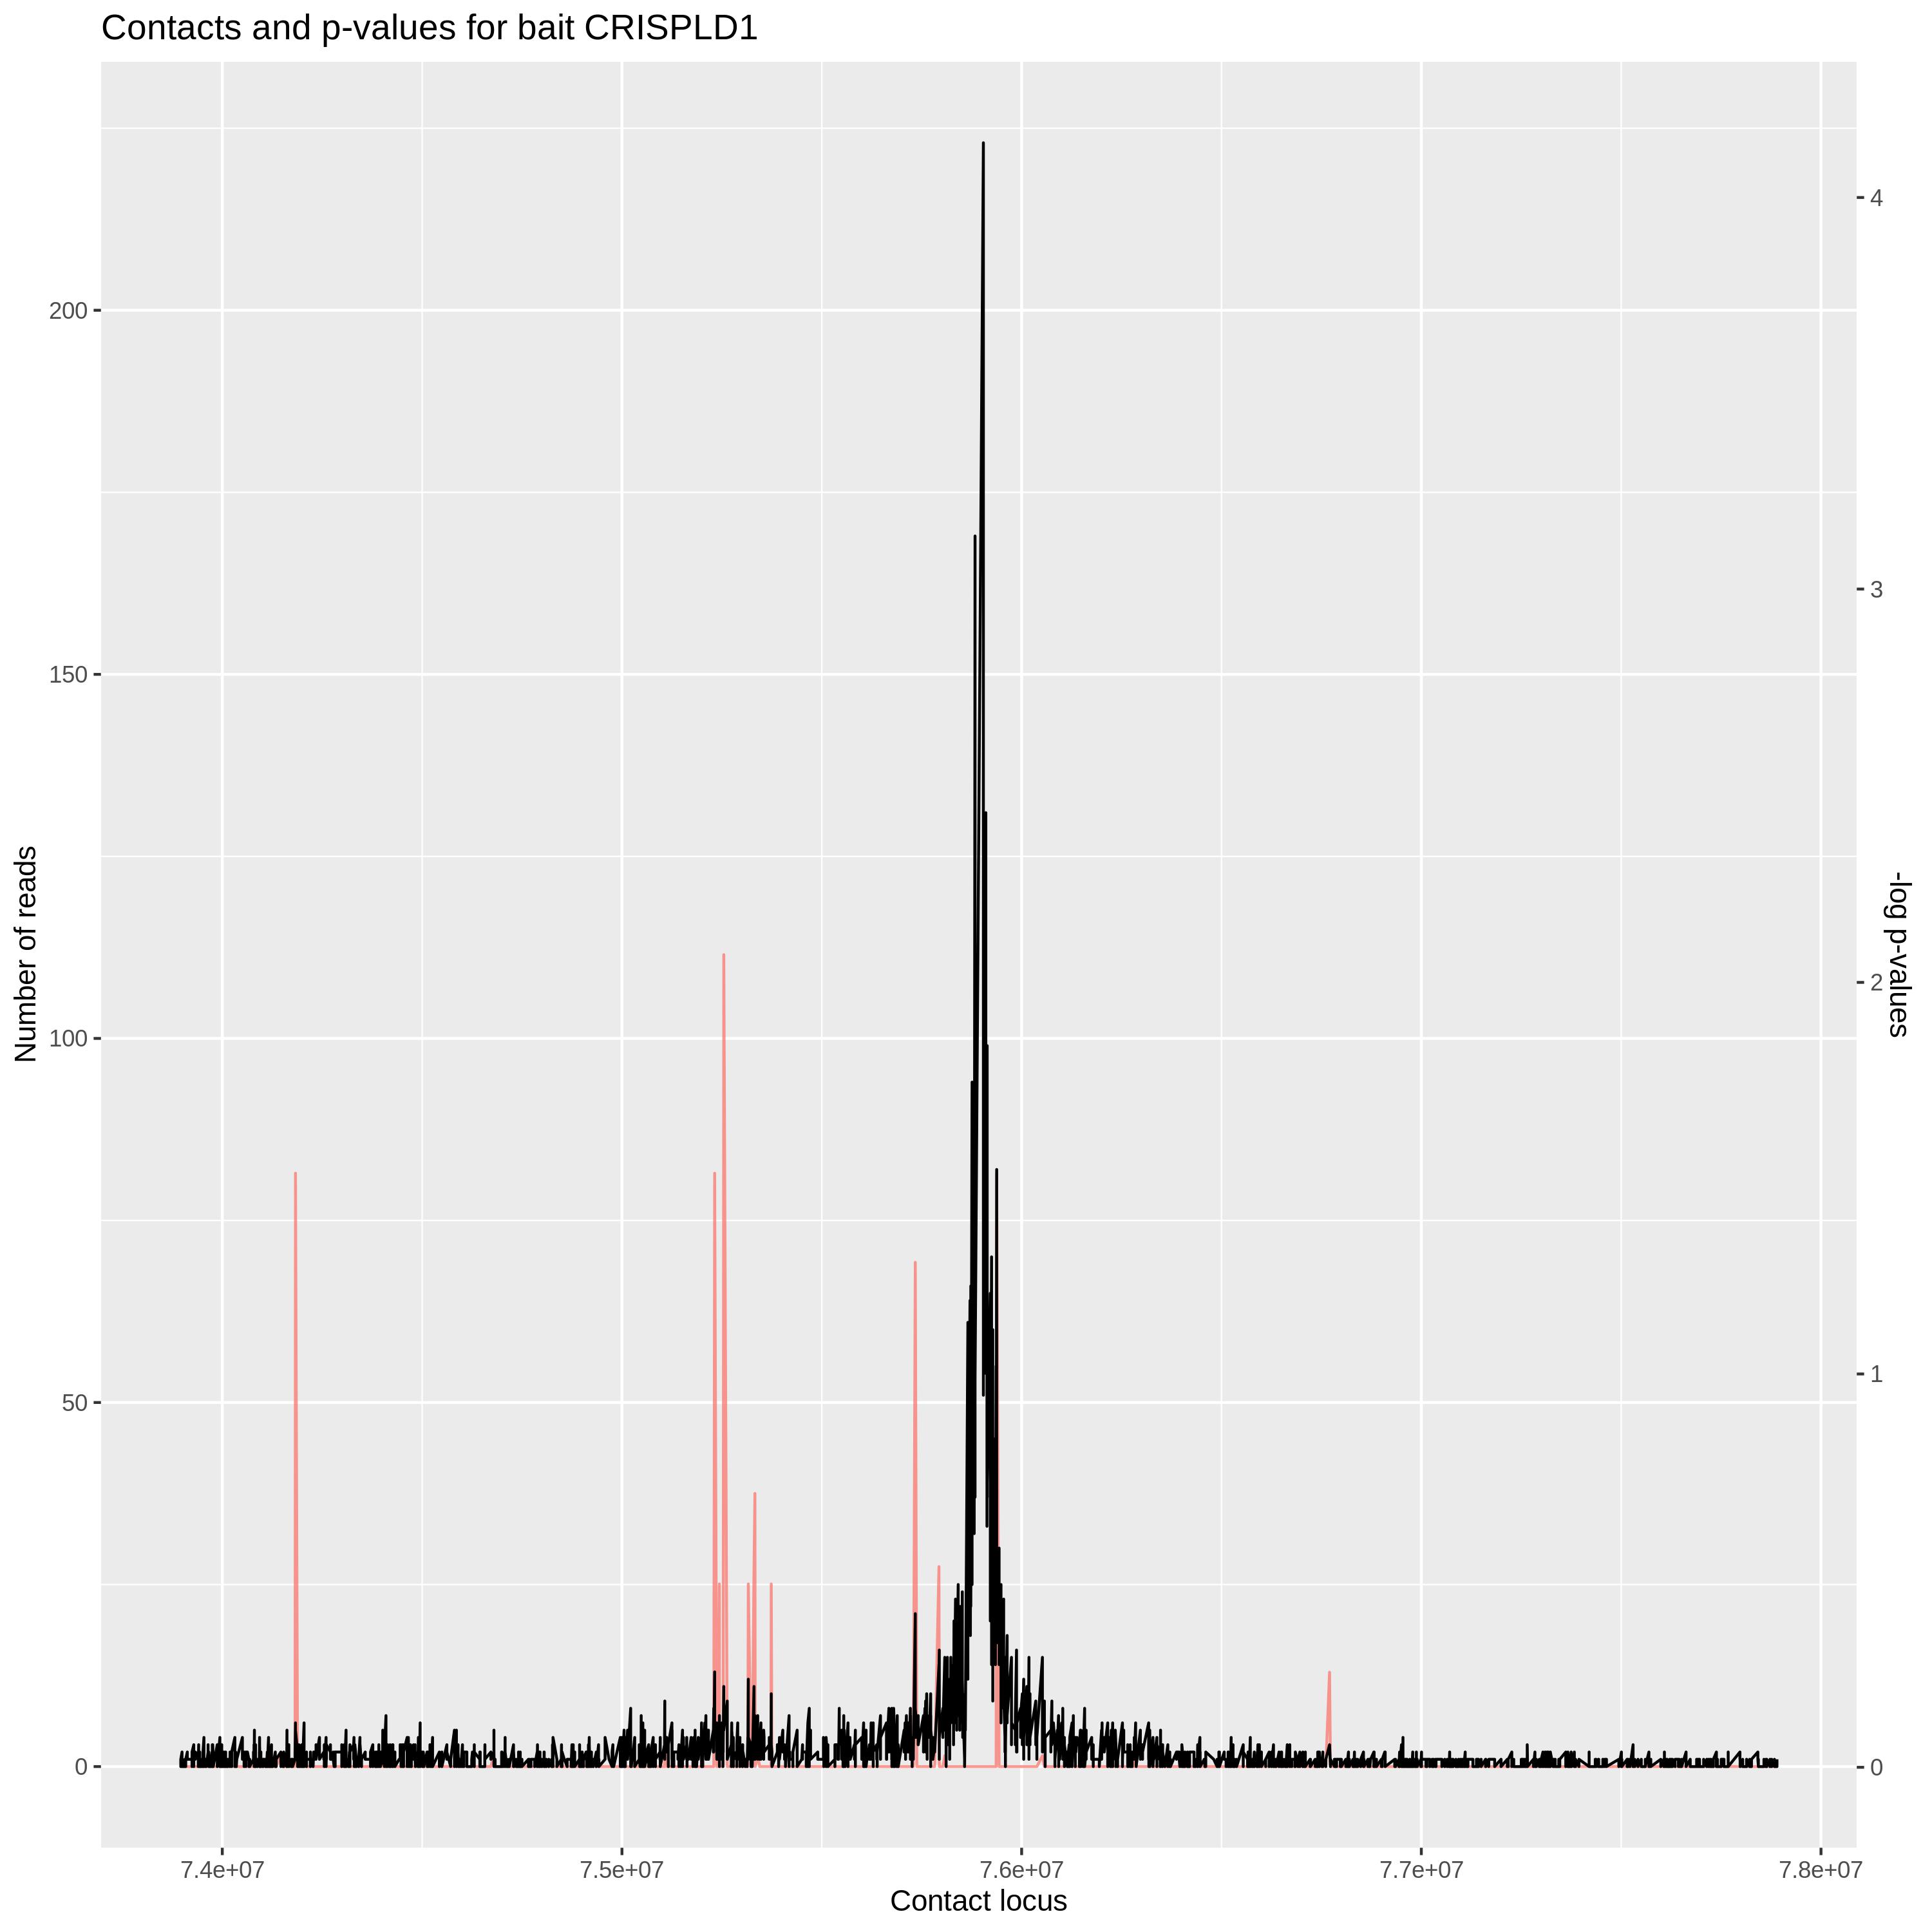 Contacts and p-values for bait CRISPLD1
Number of reads
200
150
100
50
0
4
3
2
1
0
-log p-values
7.4e+07
7.5e+07
7.6e+07
7.7e+07
7.8e+07
Contact locus